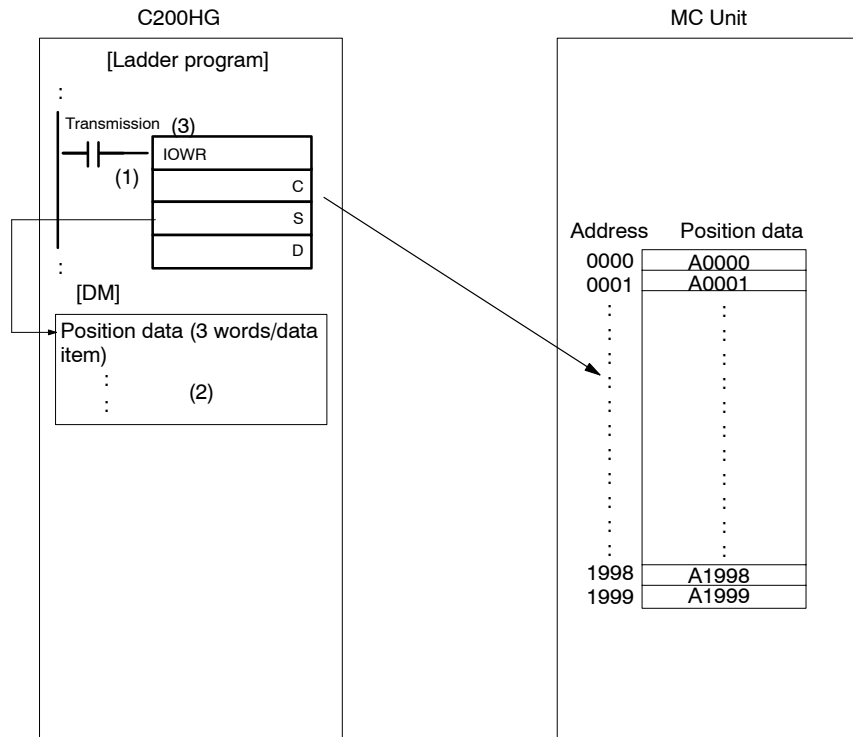 C200HG
MC Unit
[Ladder program]
:
Transmission (3)
IOWR
(1)
C
S
D
:
[DM]
Position data (3 words/data
item)
:
(2)
:
Address Position data
0000 A0000
0001 A0001
: :
: :
: :
: :
: :
: :
: :
: :
: :
: :
: :
1998 A1998
1999 A1999